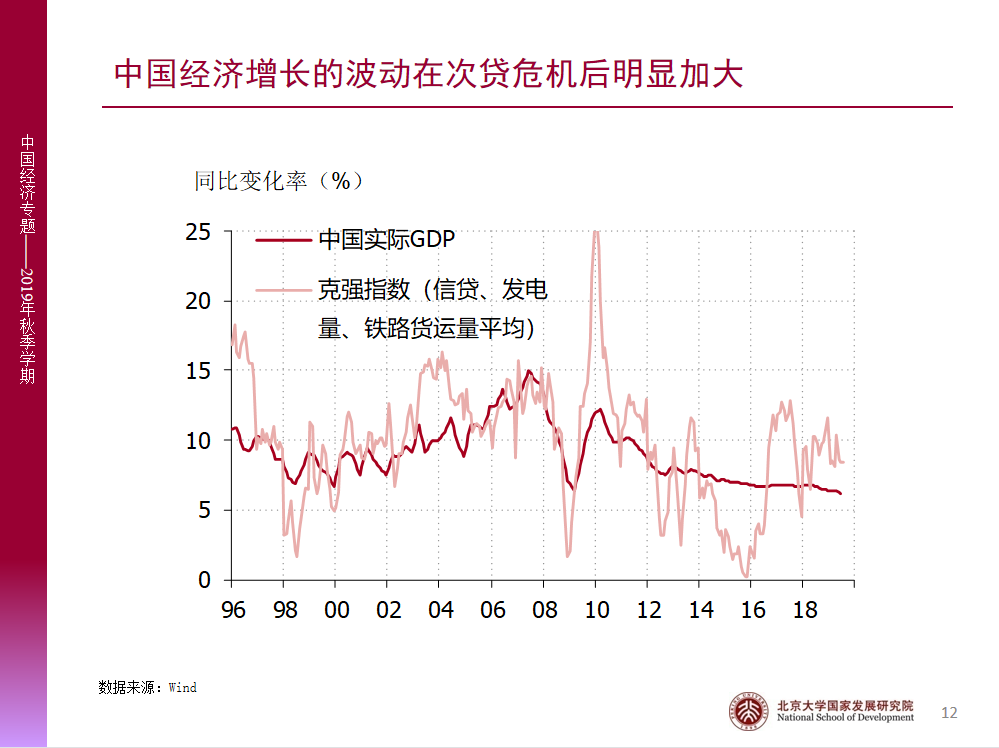 中国经济增长的波动在次贷危机后明显加大
中国经济专题——2019年秋季学期
同比变化率（%）
25
20
15
10
5
0
中国实际GDP
克强指数（信贷、发电
量、铁路货运量平均）
96 98 00 02 04 06 08 10 12 14 16 18
数据来源：Wind
北京大学国家发展研究院
National School of Development
12